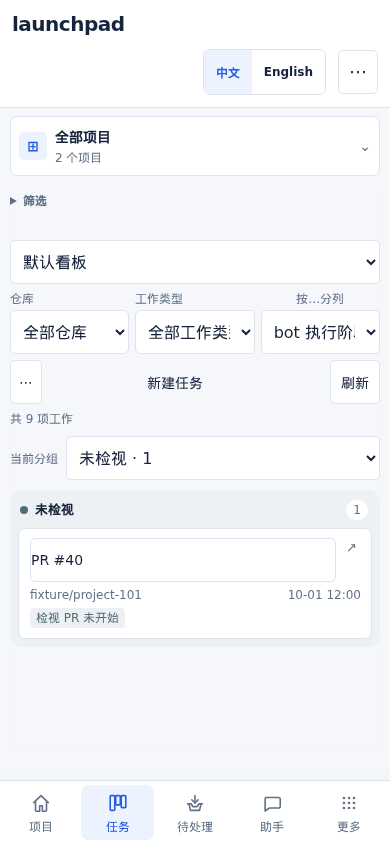 launchpad
中文 English ⋯
全部项目
2 个项目
筛选
默认看板
仓库 工作类型 按…分列
全部仓库 全部工作类 bot 执行阶
… 新建任务 刷新
共 9 项工作
当前分组 未检视 · 1
未检视 1
PR #40 ↗
fixture/project-101 10-01 12:00
检视 PR 未开始
项目 任务 待处理 助手 更多